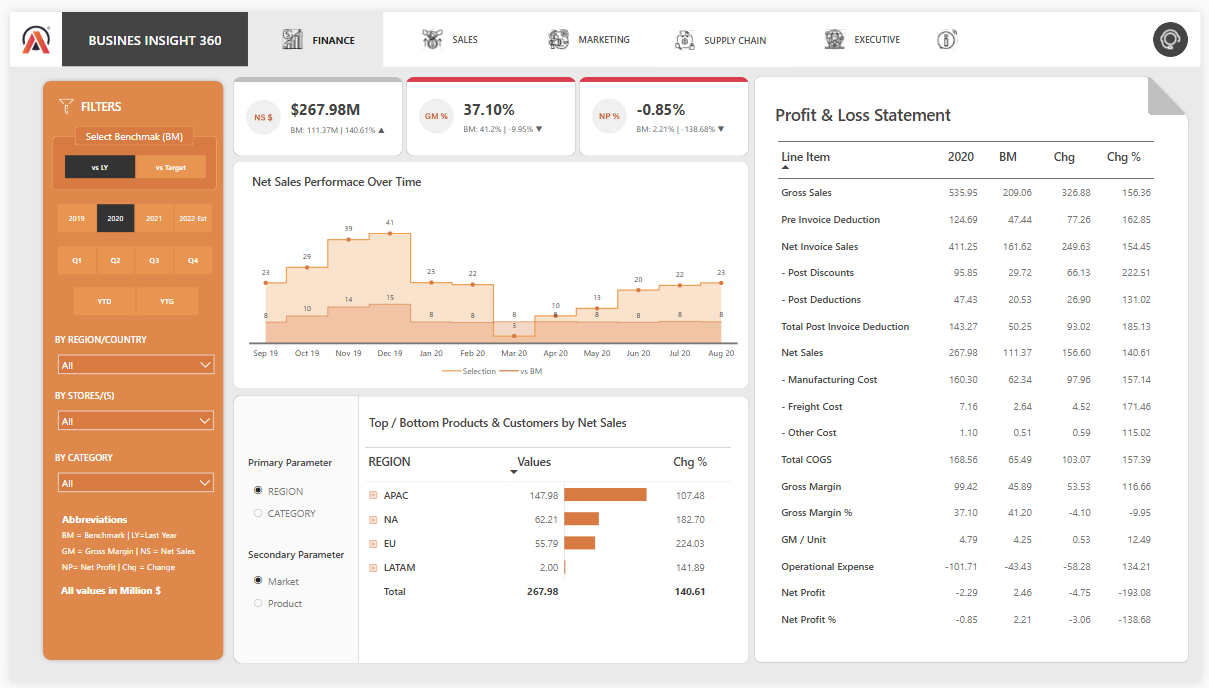 BUSINES INSIGHT 360
FINANCE
SALES
MARKETING
SUPPLY CHAIN
EXECUTIVE
FILTERS
Select Benchmak (BM)
vs LY
vs Target
2019 2020 2021 2022 Est
Q1 Q2 Q3 Q4
YTD YTG
BY REGION/COUNTRY
All
BY STORES/(S)
All
BY CATEGORY
All
Abbreviations
BM = Benchmark | LY=Last Year
GM = Gross Margin | NS = Net Sales
NP= Net Profit | Chg = Change
All values in Million $
NS $
$267.98M
BM: 111.37M | 140.61% ▲
GM %
37.10%
BM: 41.2% | -9.95% ▼
NP %
-0.85%
BM: 2.21% | -138.68% ▼
Net Sales Performace Over Time
23 29 39 41 23 22 3 10 13 20 22 23
8 10 14 15 8 8 8 8 8 8 8 8
Sep 19 Oct 19 Nov 19 Dec 19 Jan 20 Feb 20 Mar 20 Apr 20 May 20 Jun 20 Jul 20 Aug 20
Selection vs BM
Primary Parameter
REGION
CATEGORY
Secondary Parameter
Market
Product
Top / Bottom Products & Customers by Net Sales
REGION Values Chg %
APAC 147.98 107.48
NA 62.21 182.70
EU 55.79 224.03
LATAM 2.00 141.89
Total 267.98 140.61
Profit & Loss Statement
Line Item 2020 BM Chg Chg %
Gross Sales 535.95 209.06 326.88 156.36
Pre Invoice Deduction 124.69 47.44 77.26 162.85
Net Invoice Sales 411.25 161.62 249.63 154.45
- Post Discounts 95.85 29.72 66.13 222.51
- Post Deductions 47.43 20.53 26.90 131.02
Total Post Invoice Deduction 143.27 50.25 93.02 185.13
Net Sales 267.98 111.37 156.60 140.61
- Manufacturing Cost 160.30 62.34 97.96 157.14
- Freight Cost 7.16 2.64 4.52 171.46
- Other Cost 1.10 0.51 0.59 115.02
Total COGS 168.56 65.49 103.07 157.39
Gross Margin 99.42 45.89 53.53 116.66
Gross Margin % 37.10 41.20 -4.10 -9.95
GM / Unit 4.79 4.25 0.53 12.49
Operational Expense -101.71 -43.43 -58.28 134.21
Net Profit -2.29 2.46 -4.75 -193.08
Net Profit % -0.85 2.21 -3.06 -138.68